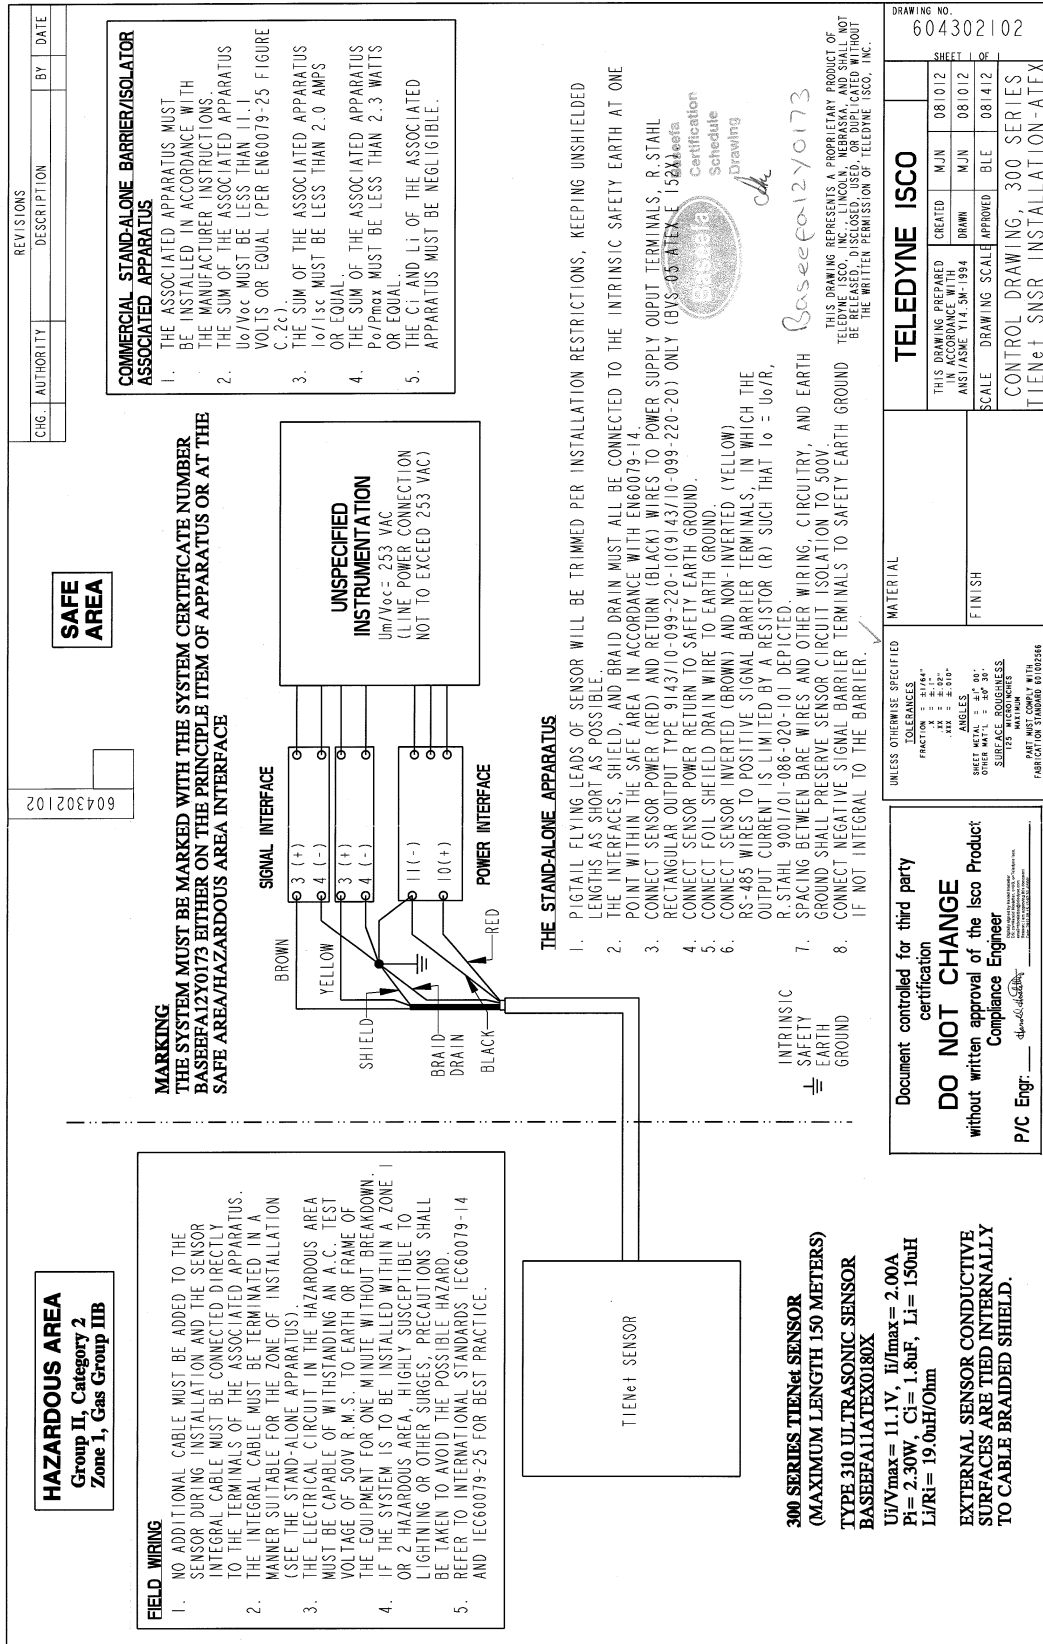 REVISIONS
CHG. AUTHORITY DESCRIPTION BY DATE
604302102
SAFE
AREA
HAZARDOUS AREA
Group II, Category 2
Zone 1, Gas Group IIB
FIELD WIRING
1. NO ADDITIONAL CABLE MUST BE ADDED TO THE
SENSOR DURING INSTALLATION AND THE SENSOR
INTEGRAL CABLE MUST BE CONNECTED DIRECTLY
TO THE TERMINALS OF THE ASSOCIATED APPARATUS.
2. THE INTEGRAL CABLE MUST BE TERMINATED IN A
MANNER SUITABLE FOR THE ZONE OF INSTALLATION
(SEE THE STAND-ALONE APPARATUS).
3. THE ELECTRICAL CIRCUIT IN THE HAZARDOUS AREA
MUST BE CAPABLE OF WITHSTANDING AN A.C. TEST
VOLTAGE OF 500V R.M.S. TO EARTH OR FRAME OF
THE EQUIPMENT FOR ONE MINUTE WITHOUT BREAKDOWN.
4. IF THE SYSTEM IS TO BE INSTALLED WITHIN A ZONE 1
OR 2 HAZARDOUS AREA, HIGHLY SUSCEPTIBLE TO
LIGHTNING OR OTHER SURGES, PRECAUTIONS SHALL
BE TAKEN TO AVOID THE POSSIBLE HAZARD.
5. REFER TO INTERNATIONAL STANDARDS IEC60079-14
AND IEC60079-25 FOR BEST PRACTICE.
MARKING
THE SYSTEM MUST BE MARKED WITH THE SYSTEM CERTIFICATE NUMBER
BASEEFA12Y0173 EITHER ON THE PRINCIPLE ITEM OF APPARATUS OR AT THE
SAFE AREA/HAZARDOUS AREA INTERFACE
COMMERCIAL STAND-ALONE BARRIER/ISOLATOR
ASSOCIATED APPARATUS
1. THE ASSOCIATED APPARATUS MUST
BE INSTALLED IN ACCORDANCE WITH
THE MANUFACTURER INSTRUCTIONS.
2. THE SUM OF THE ASSOCIATED APPARATUS
Uo/Voc MUST BE LESS THAN 11.1
VOLTS OR EQUAL (PER EN60079-25 FIGURE
C.2c).
3. THE SUM OF THE ASSOCIATED APPARATUS
Io/Isc MUST BE LESS THAN 2.0 AMPS
OR EQUAL.
4. THE SUM OF THE ASSOCIATED APPARATUS
Po/Pmax MUST BE LESS THAN 2.3 WATTS
OR EQUAL.
5. THE Ci AND Li OF THE ASSOCIATED
APPARATUS MUST BE NEGLIGIBLE.
SIGNAL INTERFACE
BROWN
YELLOW
SHIELD
BRAID
DRAIN
BLACK
RED
3 (+)
4 (-)
3 (+)
4 (-)
11(-)
10(+)
POWER INTERFACE
UNSPECIFIED
INSTRUMENTATION
Um/Voc= 253 VAC
(LINE POWER CONNECTION
NOT TO EXCEED 253 VAC)
INTRINSIC
SAFETY
EARTH
GROUND
TIENet SENSOR
THE STAND-ALONE APPARATUS
1. PIGTAIL FLYING LEADS OF SENSOR WILL BE TRIMMED PER INSTALLATION RESTRICTIONS, KEEPING UNSHIELDED
LENGTHS AS SHORT AS POSSIBLE.
2. THE INTERFACES, SHIELD, AND BRAID DRAIN MUST ALL BE CONNECTED TO THE INTRINSIC SAFETY EARTH AT ONE
POINT WITHIN THE SAFE AREA IN ACCORDANCE WITH EN60079-14.
3. CONNECT SENSOR POWER (RED) AND RETURN (BLACK) WIRES TO POWER SUPPLY OUPUT TERMINALS, R.STAHL
RECTANGULAR OUTPUT TYPE 9143/10-099-220-10(9143/10-099-220-20) ONLY (BVS 05 ATEX E 152X)
4. CONNECT SENSOR POWER RETURN TO SAFETY EARTH GROUND.
5. CONNECT FOIL SHEIELD DRAIN WIRE TO EARTH GROUND.
6. CONNECT SENSOR INVERTED (BROWN) AND NON-INVERTED (YELLOW)
RS-485 WIRES TO POSITIVE SIGNAL BARRIER TERMINALS, IN WHICH THE
OUTPUT CURRENT IS LIMITED BY A RESISTOR (R) SUCH THAT Io = Uo/R,
R.STAHL 9001/01-086-020-101 DEPICTED.
7. SPACING BETWEEN BARE WIRES AND OTHER WIRING, CIRCUITRY, AND EARTH
GROUND SHALL PRESERVE SENSOR CIRCUIT ISOLATION TO 500V.
8. CONNECT NEGATIVE SIGNAL BARRIER TERMINALS TO SAFETY EARTH GROUND
IF NOT INTEGRAL TO THE BARRIER.
Baseefa
Baseefa
Certification
Schedule
Drawing
Baseefa12Y0173
300 SERIES TIENet SENSOR
(MAXIMUM LENGTH 150 METERS)
TYPE 310 ULTRASONIC SENSOR
BASEEFA11ATEX0180X
Ui/Vmax= 11.1V, Ii/Imax= 2.00A
Pi= 2.30W, Ci= 1.8uF, Li= 150uH
Li/Ri= 19.0uH/Ohm
EXTERNAL SENSOR CONDUCTIVE
SURFACES ARE TIED INTERNALLY
TO CABLE BRAIDED SHIELD.
Document controlled for third party
certification
DO NOT CHANGE
without written approval of the Isco Product
Compliance Engineer
P/C Engr:
UNLESS OTHERWISE SPECIFIED
TOLERANCES
FRACTION = ±1/64"
.X = ±.1"
.XX = ±.02"
.XXX = ±.010"
ANGLES
SHEET METAL = ±1° 00'
OTHER MAT'L = ±0° 30'
SURFACE ROUGHNESS
125 MICROINCHES
MAXIMUM
PART MUST COMPLY WITH
FABRICATION STANDARD 601002566
MATERIAL
FINISH
THIS DRAWING REPRESENTS A PROPRIETARY PRODUCT OF
TELEDYNE ISCO, INC., LINCOLN, NEBRASKA, AND SHALL NOT
BE RELEASED, DISCLOSED, USED, OR DUPLICATED WITHOUT
THE WRITTEN PERMISSION OF TELEDYNE ISCO, INC.
TELEDYNE ISCO
THIS DRAWING PREPARED
IN ACCORDANCE WITH
ANSI/ASME Y14.5M-1994
CREATED MJN 081012
DRAWN MJN 081012
APPROVED BLE 081412
SCALE DRAWING SCALE
CONTROL DRAWING, 300 SERIES
TIENet SNSR INSTALLATION-ATEX
DRAWING NO.
604302102
SHEET 1 OF 1